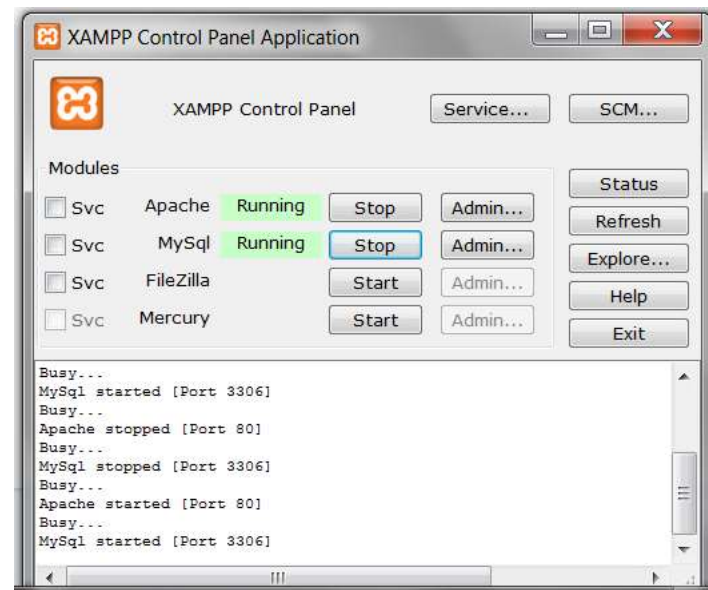 XAMPP Control Panel Application
XAMPP Control Panel Service... SCM...
Modules
Status
Svc Apache Running Stop Admin...
Refresh
Svc MySql Running Stop Admin...
Explore...
Svc FileZilla Start Admin...
Help
Svc Mercury Start Admin...
Exit
Busy...
MySql started [Port 3306]
Busy...
Apache stopped [Port 80]
Busy...
MySql stopped [Port 3306]
Busy...
Apache started [Port 80]
Busy...
MySql started [Port 3306]